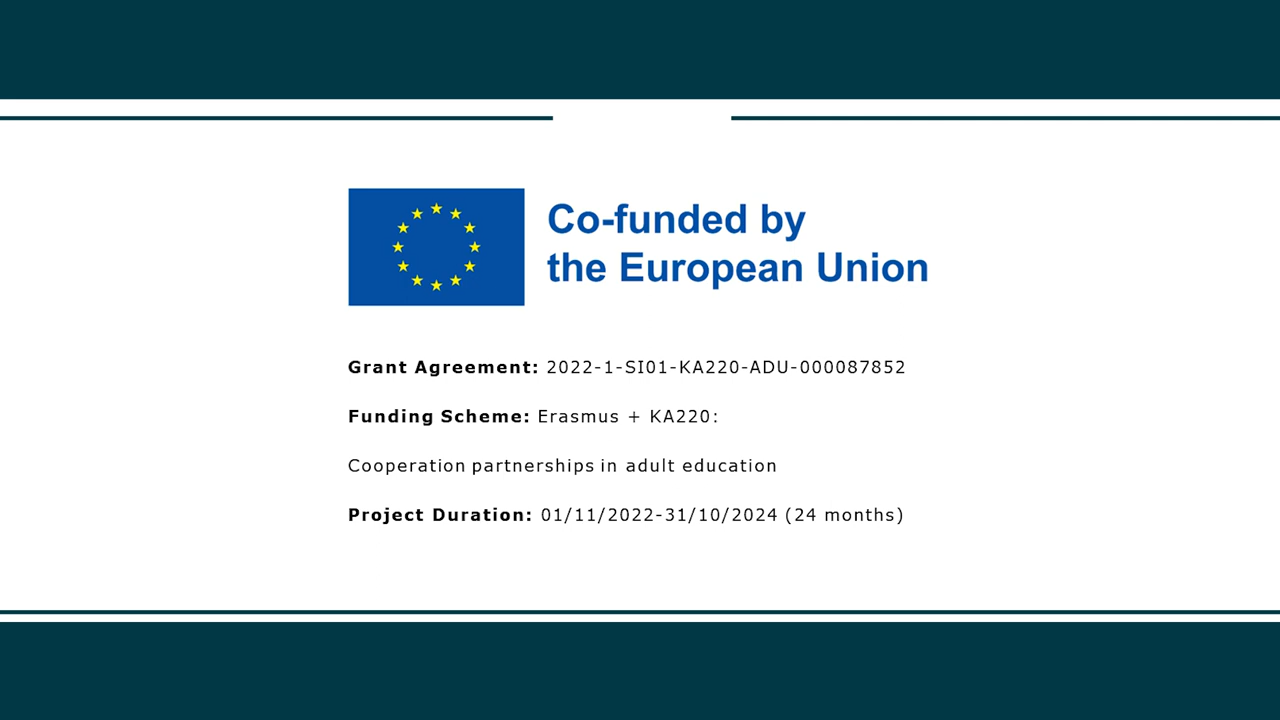 Co-funded by
the European Union
Grant Agreement: 2022-1-SI01-KA220-ADU-000087852
Funding Scheme: Erasmus + KA220:
Cooperation partnerships in adult education
Project Duration: 01/11/2022-31/10/2024 (24 months)